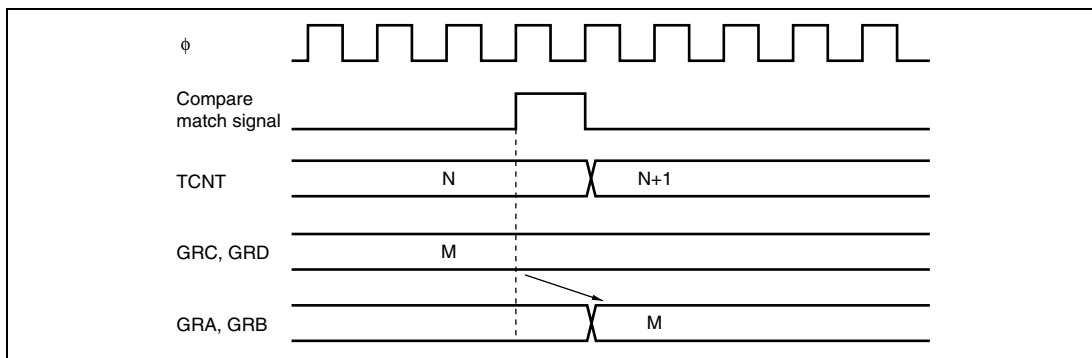 ϕ
Compare
match signal
TCNT N N+1
GRC, GRD M
GRA, GRB M